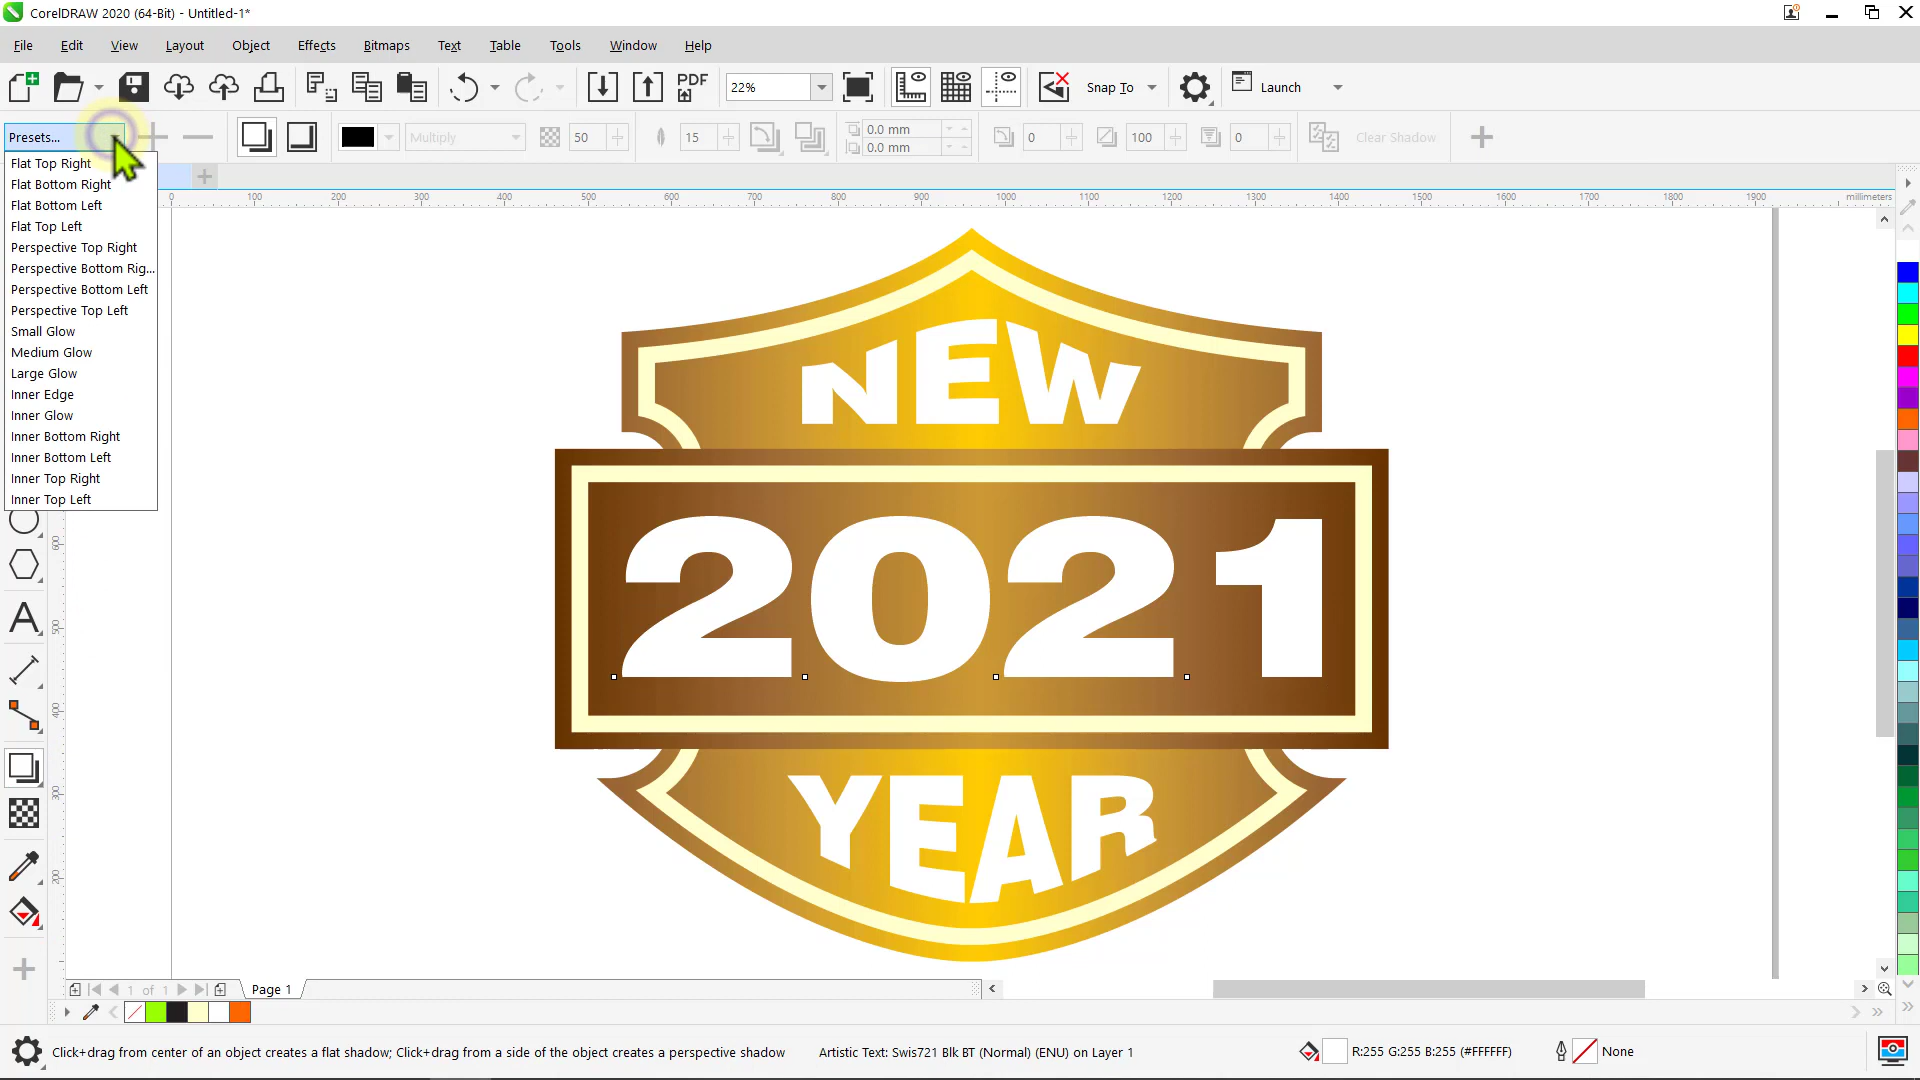 CorelDRAW 2020 (64-Bit) - Untitled-1*
File Edit View Layout Object Effects Bitmaps Text Table Tools Window Help
PDF 22% Snap To Launch
Presets... Multiply 50 15 0.0 mm 0 100 0 Clear Shadow
0.0 mm
Flat Top Right
Flat Bottom Right
Flat Bottom Left
Flat Top Left
Perspective Top Right
Perspective Bottom Rig...
Perspective Bottom Left
Perspective Top Left
Small Glow
Medium Glow
Large Glow
Inner Edge
Inner Glow
Inner Bottom Right
Inner Bottom Left
Inner Top Right
Inner Top Left
0 100 200 300 400 500 600 700 800 900 1000 1100 1200 1300 1400 1500 1600 1700 1800 1900 millimeters
600
500
400
300
200
NEW
2021
YEAR
1 of 1 Page 1
Click+drag from center of an object creates a flat shadow; Click+drag from a side of the object creates a perspective shadow Artistic Text: Swis721 Blk BT (Normal) (ENU) on Layer 1 R:255 G:255 B:255 (#FFFFFF) None